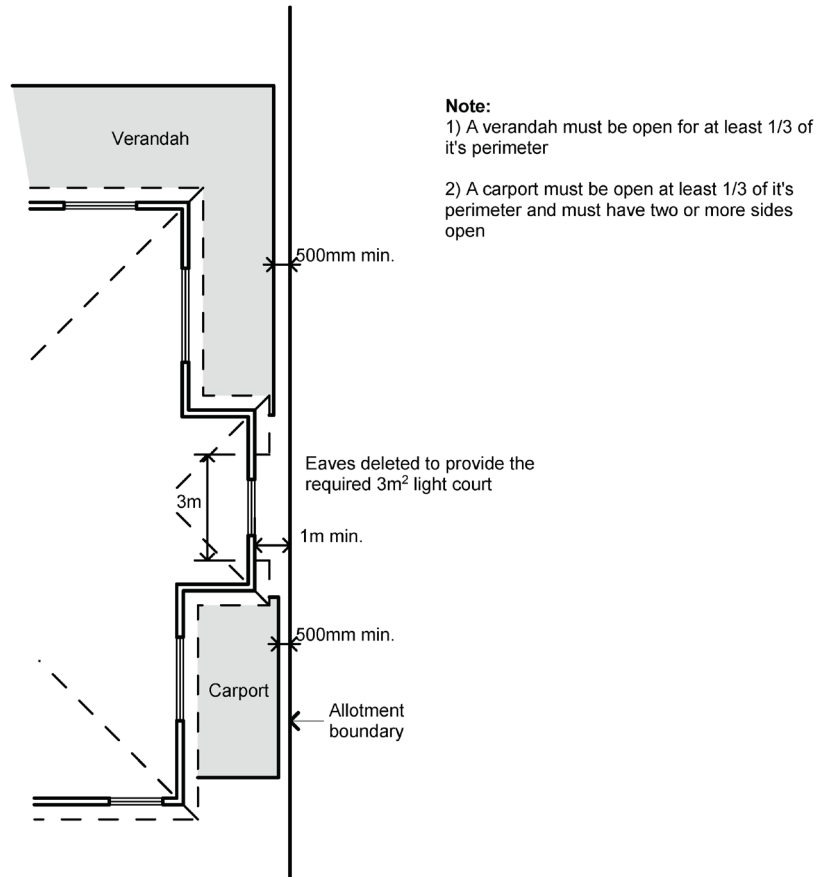 Verandah
Note:
1) A verandah must be open for at least 1/3 of
it's perimeter
2) A carport must be open at least 1/3 of it's
perimeter and must have two or more sides
open
500mm min.
Eaves deleted to provide the
required 3m² light court
3m
1m min.
500mm min.
Carport
Allotment
boundary